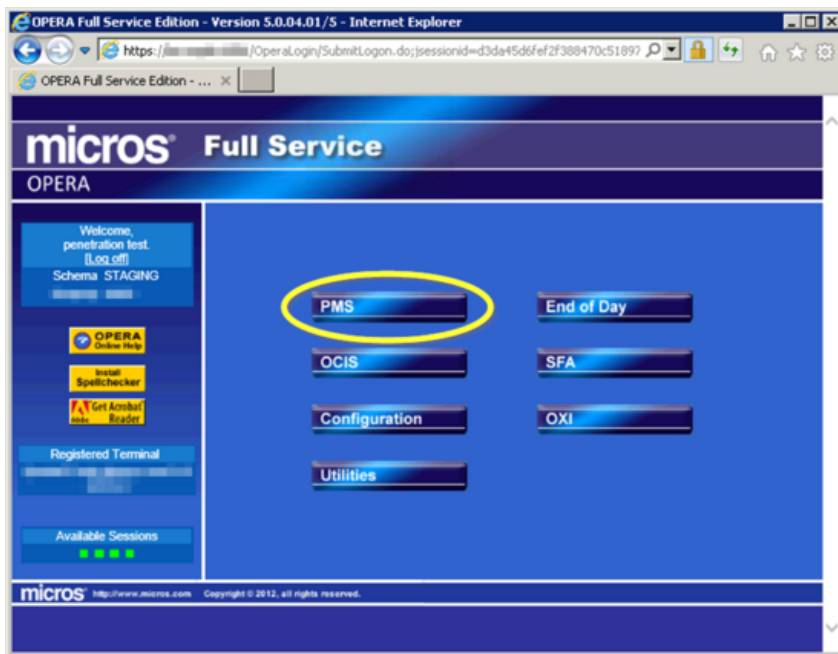 OPERA Full Service Edition - Version 5.0.04.01/5 - Internet Explorer
https:/ /OperaLogin/SubmitLogon.do;jsessionid=d3da45d6fef2f388470c51897
OPERA Full Service Edition - ...
micros® Full Service
OPERA
Welcome,
penetration test.
[Log off]
Schema STAGING
OPERA
Online Help
Install
Spellchecker
Get Acrobat
Adobe Reader
Registered Terminal
Available Sessions
PMS
End of Day
OCIS
SFA
Configuration
OXI
Utilities
micros® http://www.micros.com Copyright © 2012, all rights reserved.